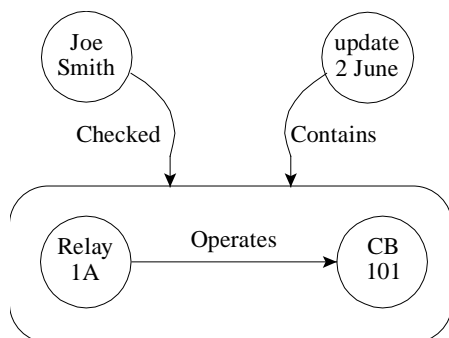 Joe
Smith
update
2 June
Checked
Contains
Relay
1A
Operates
CB
101